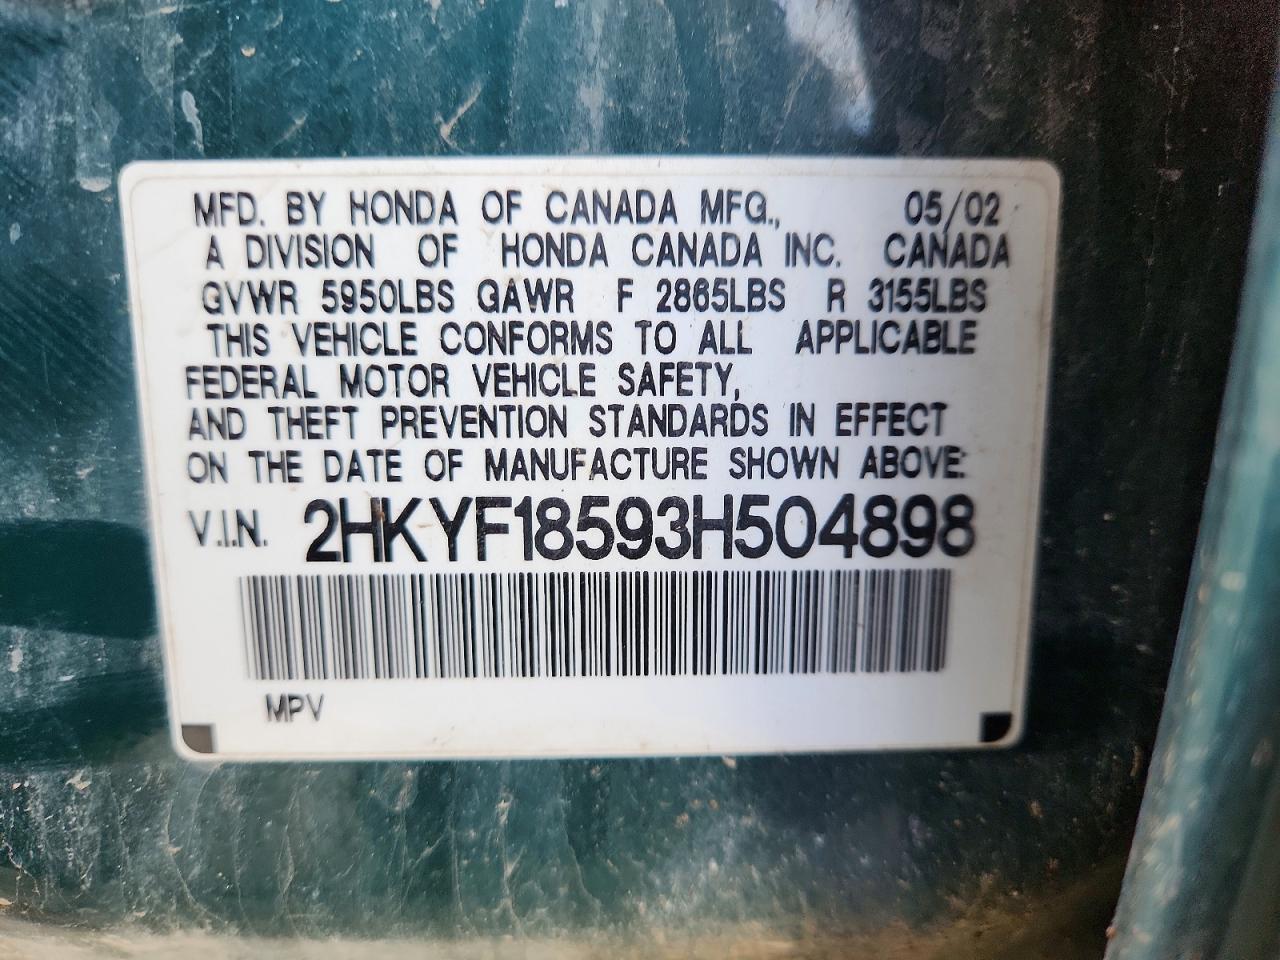 MFD. BY HONDA OF CANADA MFG., 05/02
A DIVISION OF HONDA CANADA INC. CANADA
GVWR 5950LBS GAWR F 2865LBS R 3155LBS
THIS VEHICLE CONFORMS TO ALL APPLICABLE
FEDERAL MOTOR VEHICLE SAFETY,
AND THEFT PREVENTION STANDARDS IN EFFECT
ON THE DATE OF MANUFACTURE SHOWN ABOVE:
V.I.N. 2HKYF18593H504898
MPV